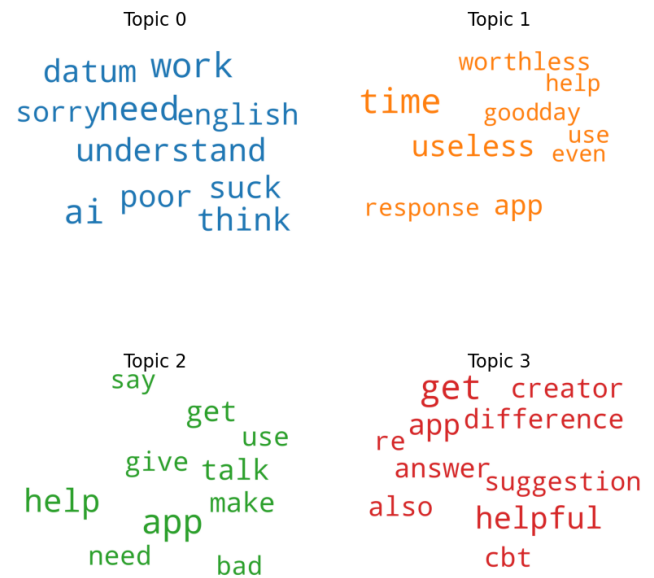 Topic 0
datum work
sorry need english
understand
ai poor suck
think
Topic 1
worthless
help
time goodday
useless use
even
response app
Topic 2
say
get
use
give talk
help make
app
need bad
Topic 3
get creator
app difference
re
answer suggestion
also helpful
cbt